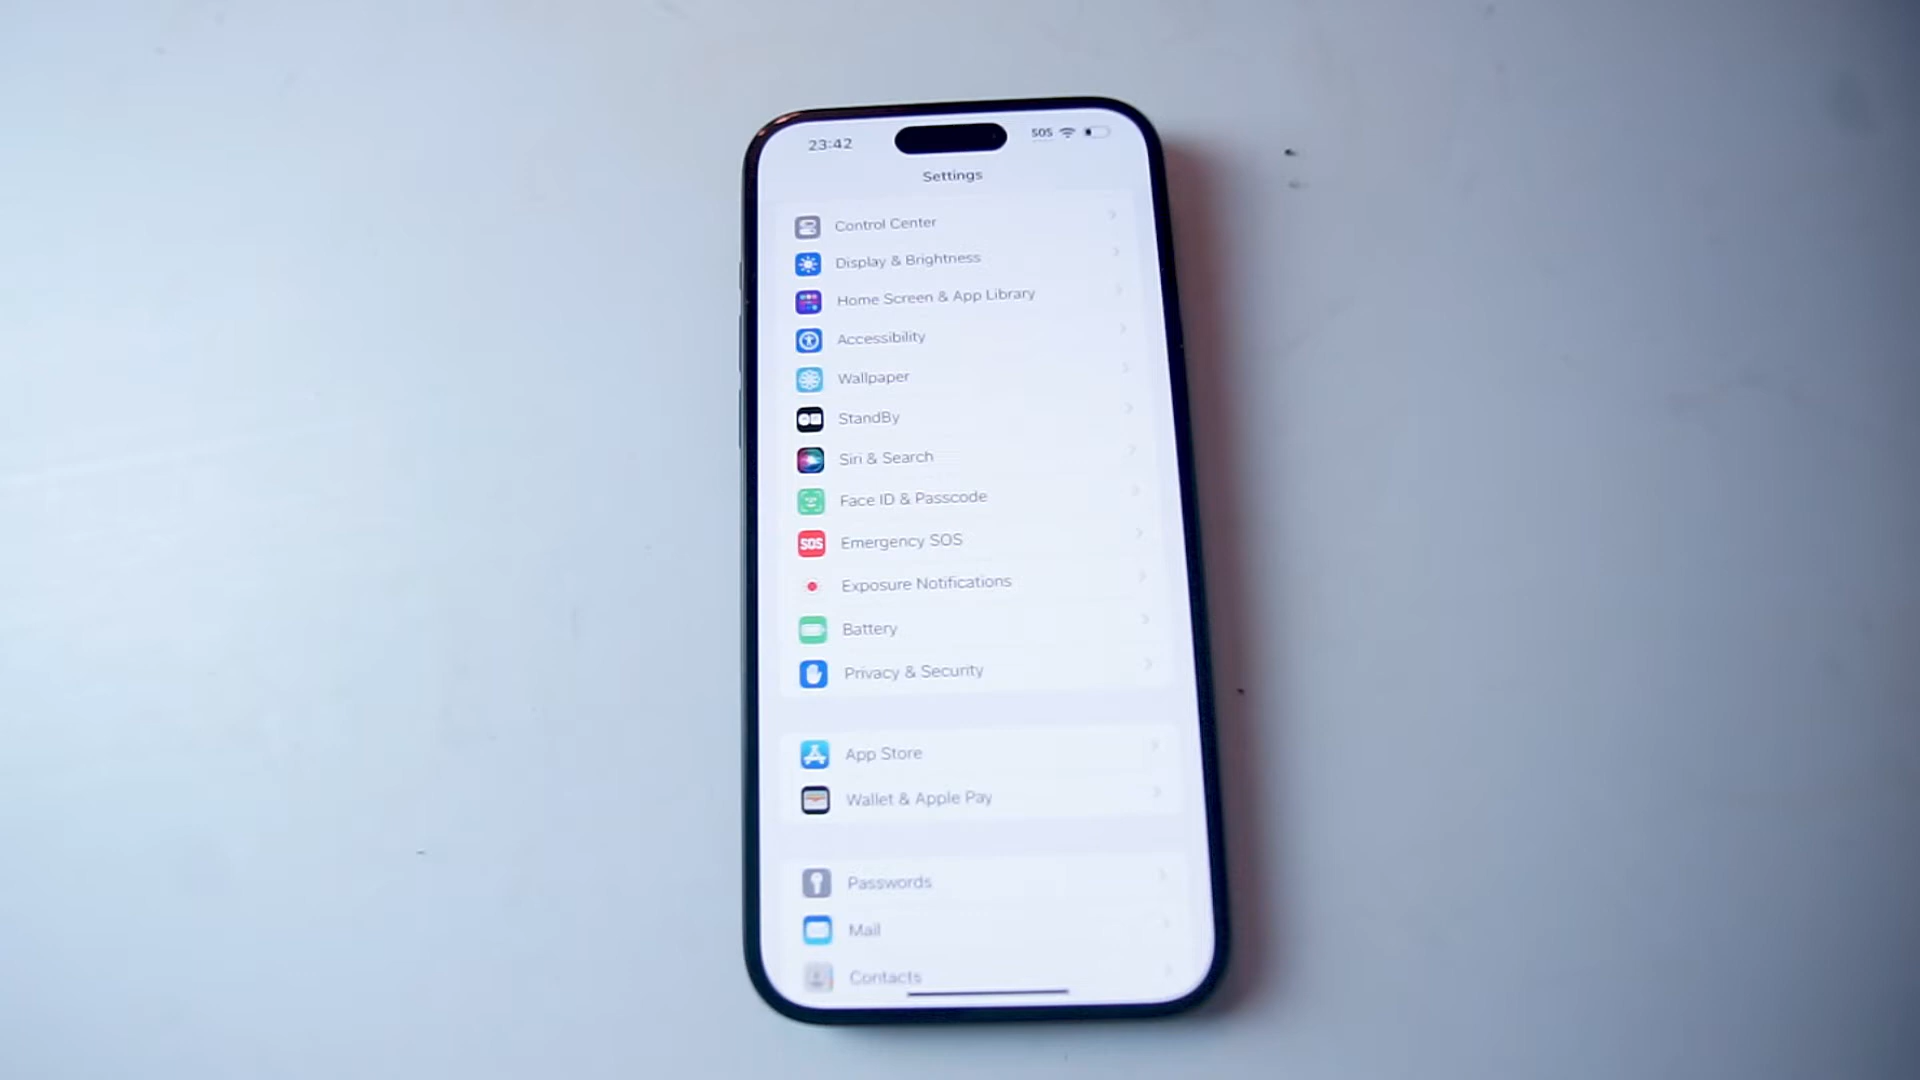 23:42 SOS
Settings
Control Center
Display & Brightness
Home Screen & App Library
Accessibility
Wallpaper
StandBy
Siri & Search
Face ID & Passcode
SOS Emergency SOS
Exposure Notifications
Battery
Privacy & Security
App Store
Wallet & Apple Pay
Passwords
Mail
Contacts